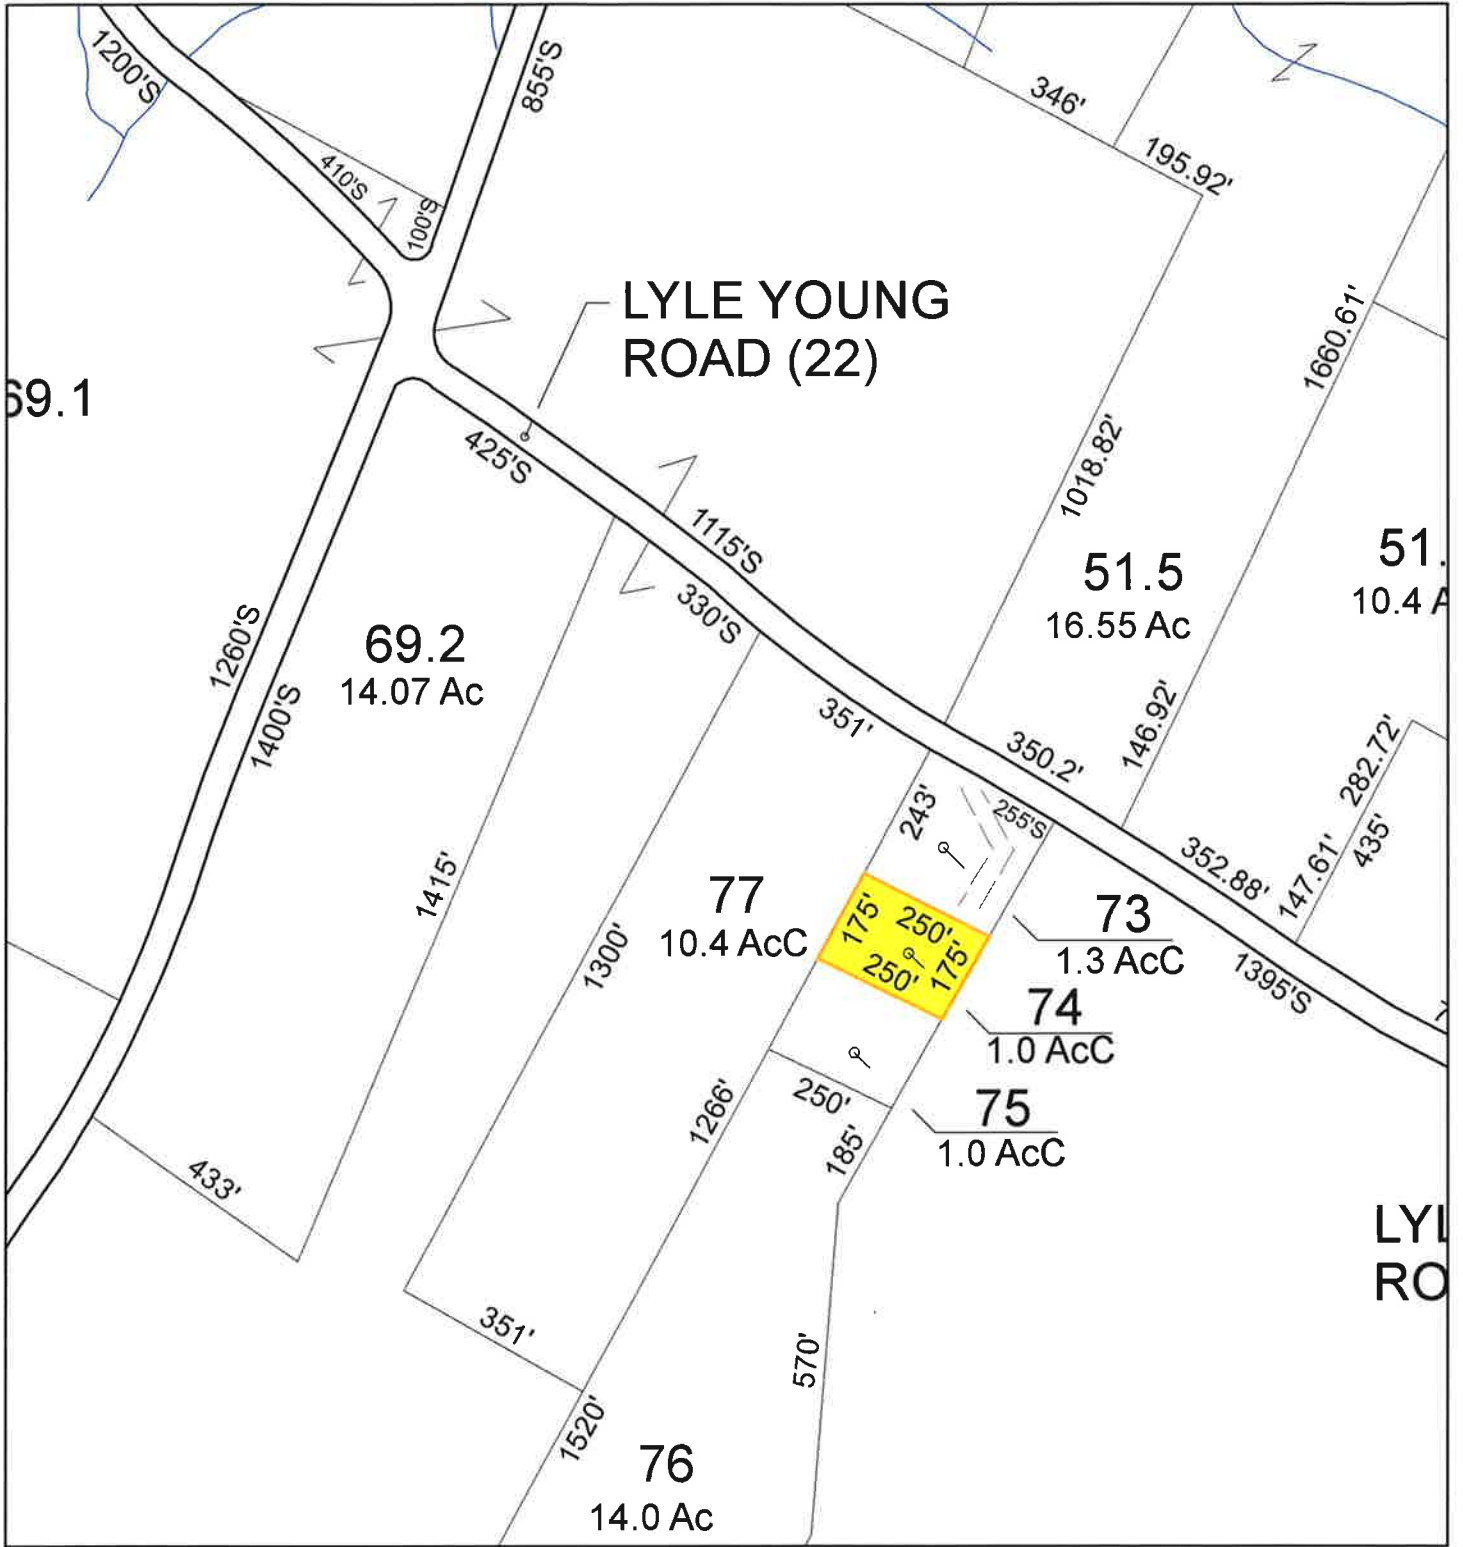 1200'S
855'S
346'
195.92'
410'S
100'S
LYLE YOUNG
ROAD (22)
1660.61'
69.1
425'S
1018.82'
1115'S
330'S
51.5
16.55 Ac
51.
10.4 A
1260'S
69.2
14.07 Ac
1400'S
351'
350.2'
146.92'
282.72'
243'
255'S
435'
352.88'
147.61'
1415'
77
10.4 AcC
175'
250'
73
1.3 AcC
1300'
250'
175'
1395'S
74
1.0 AcC
7
1266'
250'
75
1.0 AcC
185'
433'
LYL
RO
351'
570'
1520'
76
14.0 Ac